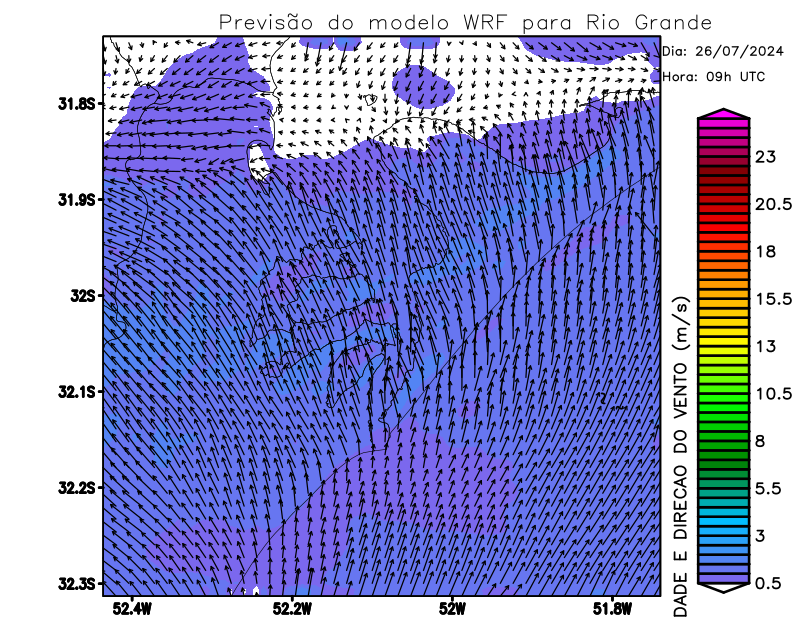 Previsão do modelo WRF para Rio Grande
Dia: 26/07/2024
Hora: 09h UTC
31.8S
31.9S
32S
32.1S
32.2S
32.3S
52.4W
52.2W
52W
51.8W
23
20.5
18
15.5
13
10.5
8
5.5
3
0.5
DADE E DIRECAO DO VENTO (m/s)